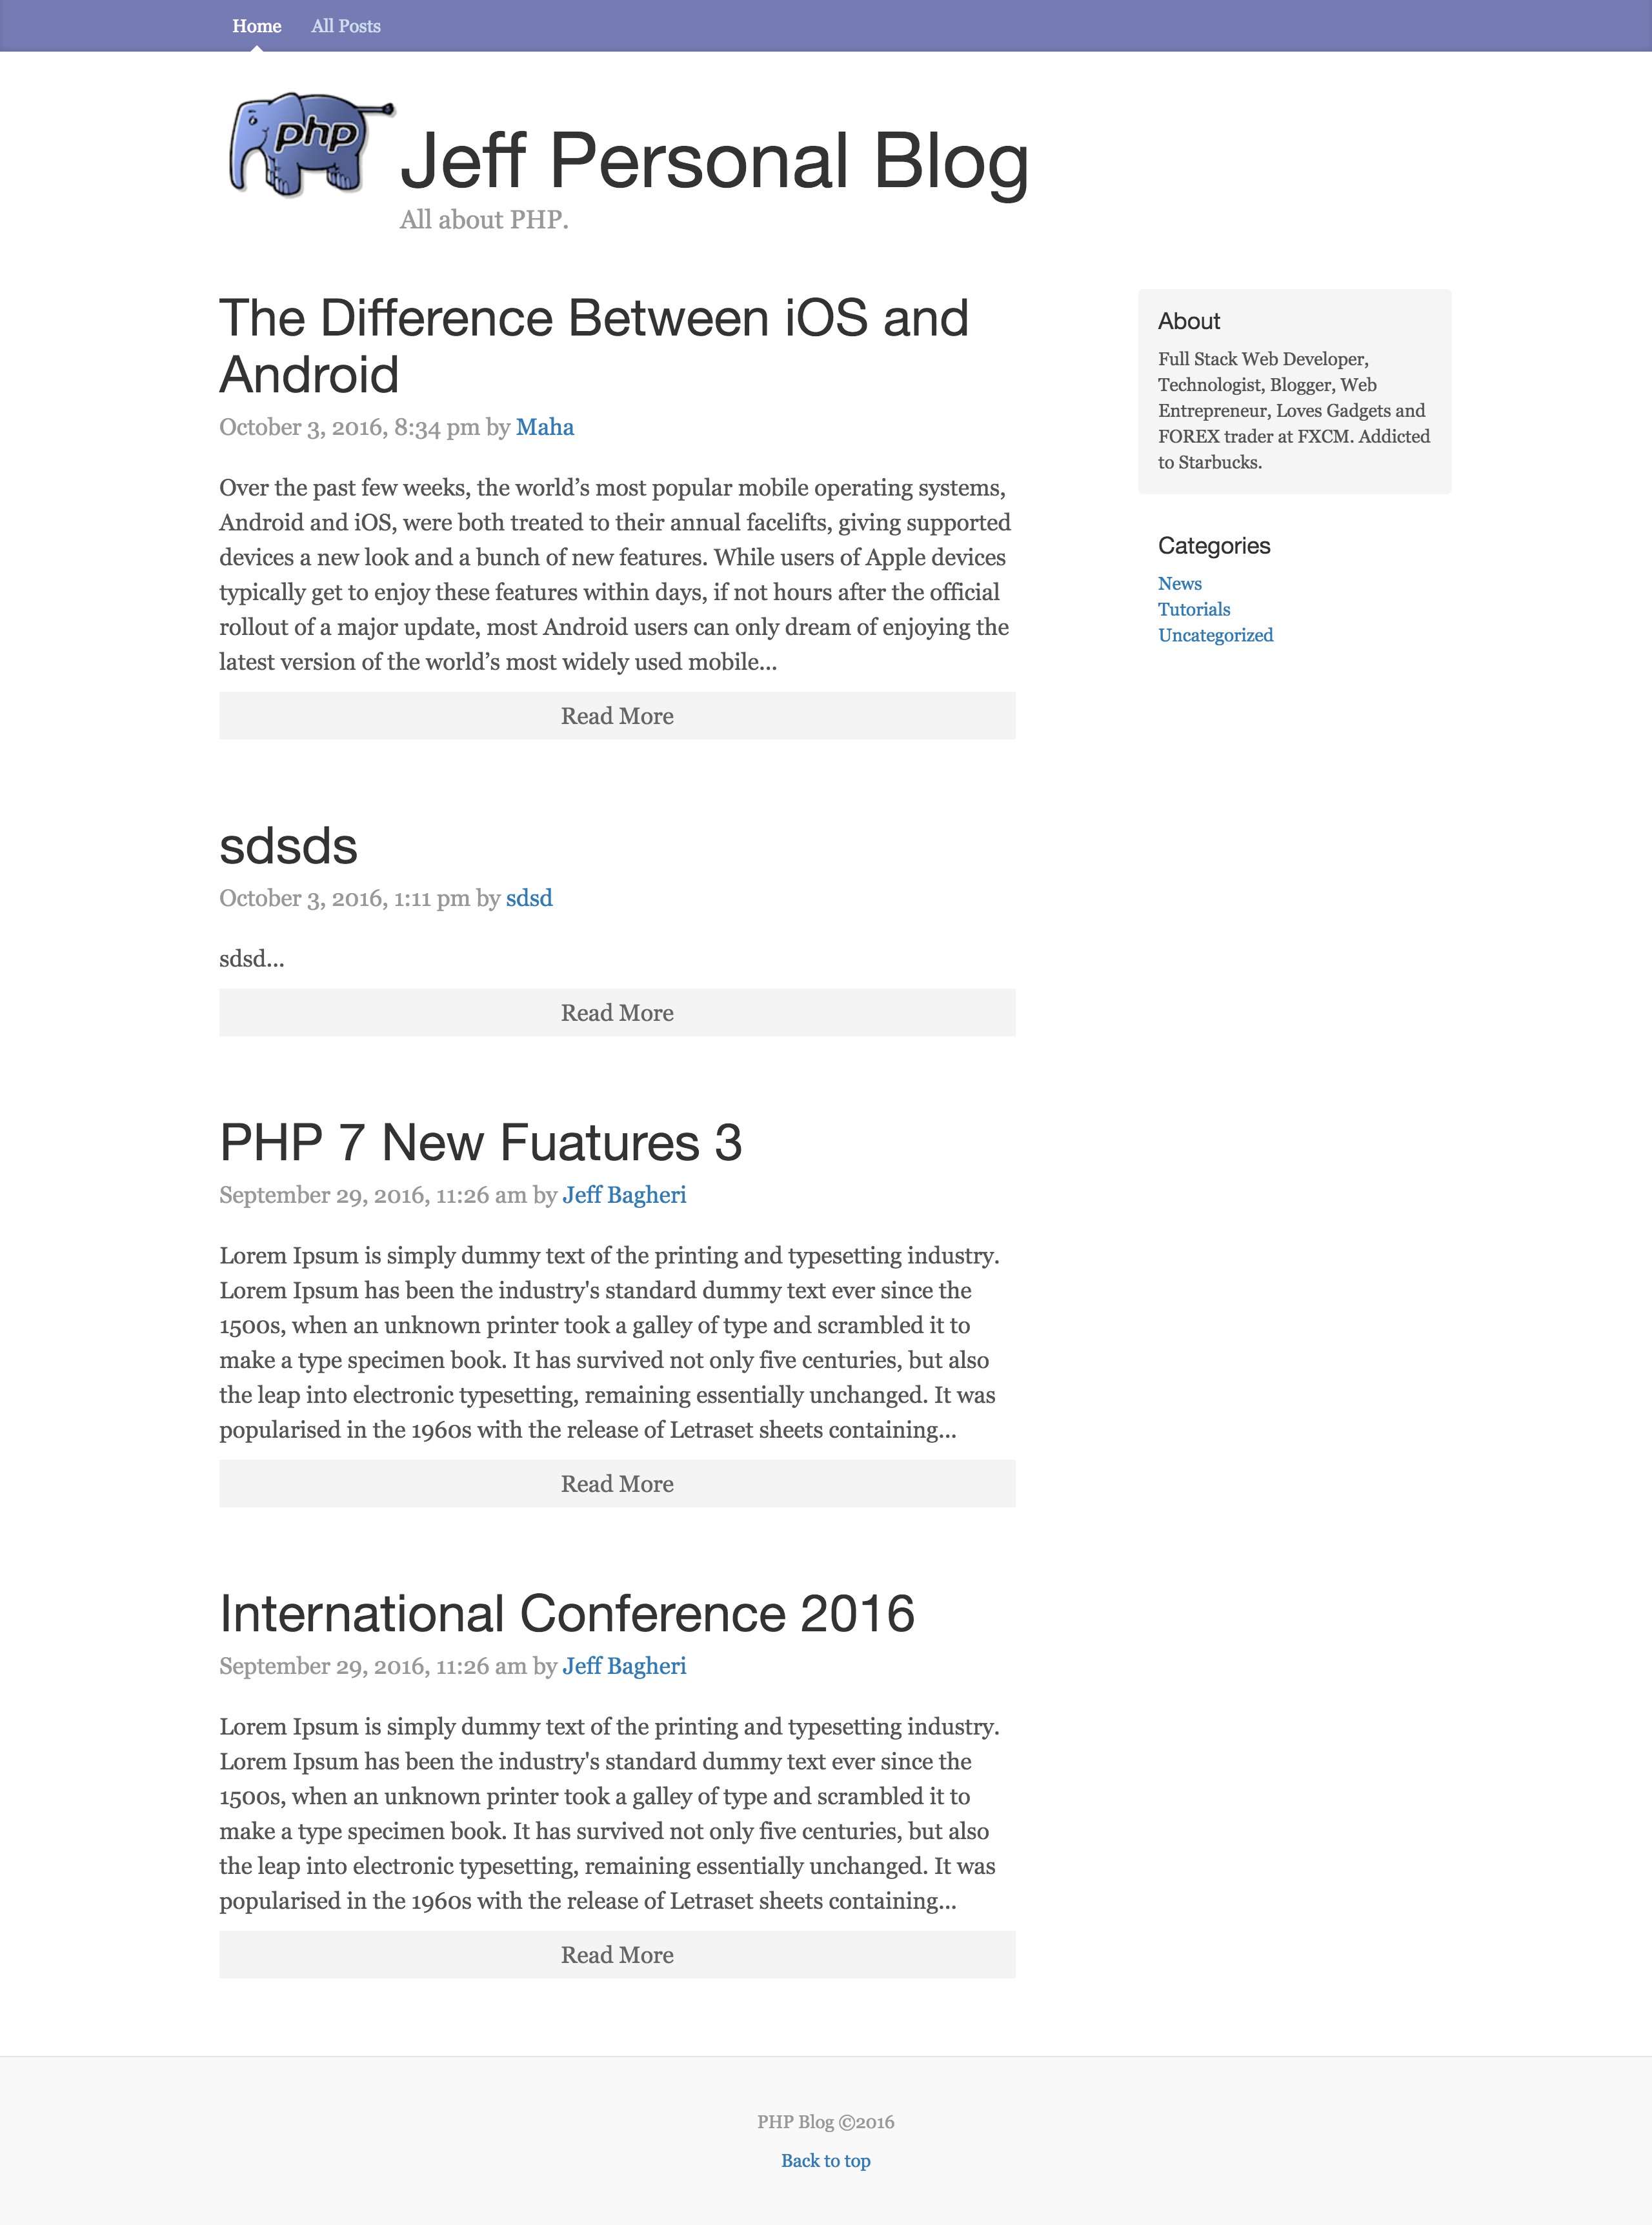 Home All Posts
php
Jeff Personal Blog
All about PHP.
The Difference Between iOS and
Android
October 3, 2016, 8:34 pm by Maha
Over the past few weeks, the world’s most popular mobile operating systems,
Android and iOS, were both treated to their annual facelifts, giving supported
devices a new look and a bunch of new features. While users of Apple devices
typically get to enjoy these features within days, if not hours after the official
rollout of a major update, most Android users can only dream of enjoying the
latest version of the world’s most widely used mobile...
Read More
sdsds
October 3, 2016, 1:11 pm by sdsd
sdsd...
Read More
PHP 7 New Fuatures 3
September 29, 2016, 11:26 am by Jeff Bagheri
Lorem Ipsum is simply dummy text of the printing and typesetting industry.
Lorem Ipsum has been the industry's standard dummy text ever since the
1500s, when an unknown printer took a galley of type and scrambled it to
make a type specimen book. It has survived not only five centuries, but also
the leap into electronic typesetting, remaining essentially unchanged. It was
popularised in the 1960s with the release of Letraset sheets containing...
Read More
International Conference 2016
September 29, 2016, 11:26 am by Jeff Bagheri
Lorem Ipsum is simply dummy text of the printing and typesetting industry.
Lorem Ipsum has been the industry's standard dummy text ever since the
1500s, when an unknown printer took a galley of type and scrambled it to
make a type specimen book. It has survived not only five centuries, but also
the leap into electronic typesetting, remaining essentially unchanged. It was
popularised in the 1960s with the release of Letraset sheets containing...
Read More
About
Full Stack Web Developer,
Technologist, Blogger, Web
Entrepreneur, Loves Gadgets and
FOREX trader at FXCM. Addicted
to Starbucks.
Categories
News
Tutorials
Uncategorized
PHP Blog ©2016
Back to top